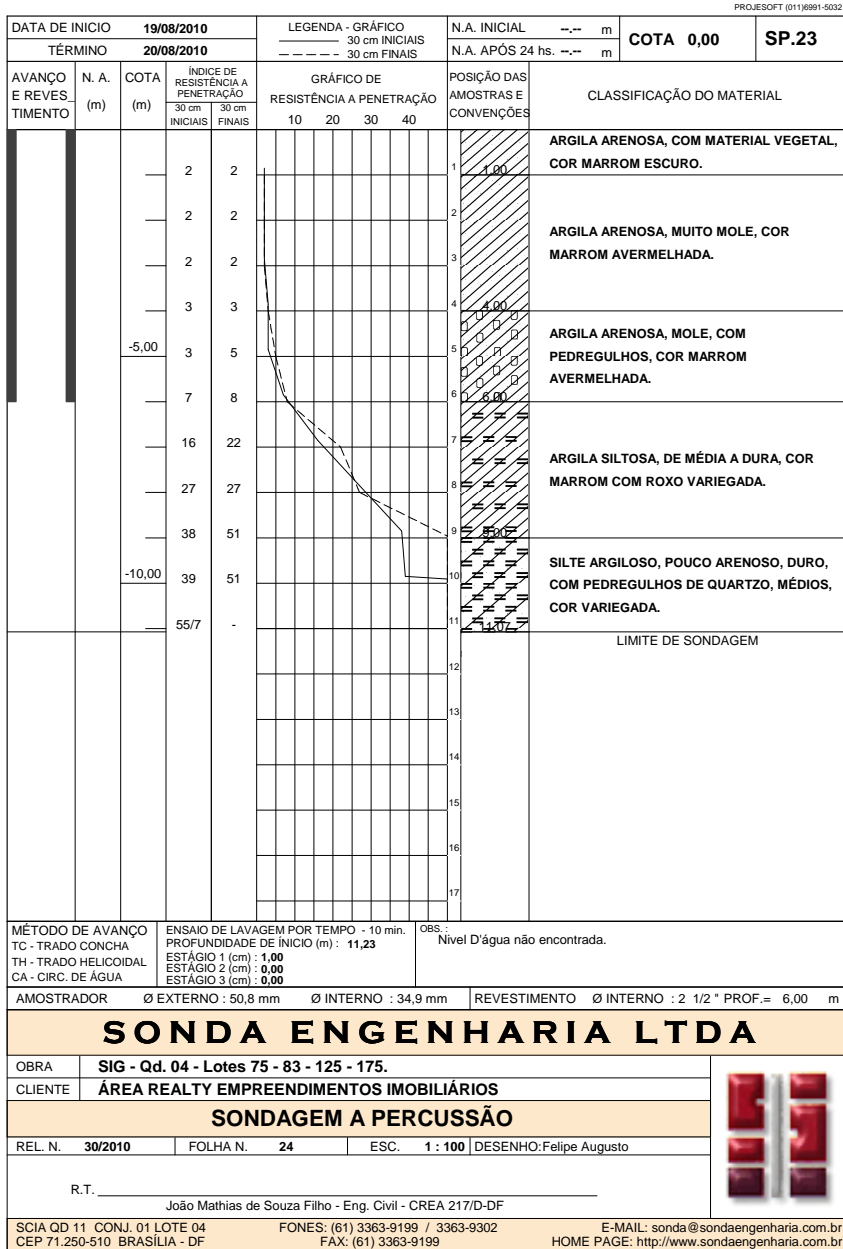 PROJESOFT (011)6991-5032
DATA DE INICIO 19/08/2010
TÉRMINO 20/08/2010
LEGENDA - GRÁFICO
30 cm INICIAIS
30 cm FINAIS
N.A. INICIAL --.-- m
N.A. APÓS 24 hs. --.-- m
COTA 0,00
SP.23
AVANÇO E REVES_ TIMENTO
N. A. (m)
COTA (m)
ÍNDICE DE RESISTÊNCIA A PENETRAÇÃO
30 cm INICIAIS
30 cm FINAIS
GRÁFICO DE
RESISTÊNCIA A PENETRAÇÃO
10 20 30 40
POSIÇÃO DAS AMOSTRAS E CONVENÇÕES
CLASSIFICAÇÃO DO MATERIAL
ARGILA ARENOSA, COM MATERIAL VEGETAL,
COR MARROM ESCURO.
2 2 1 1.00
2 2 2
ARGILA ARENOSA, MUITO MOLE, COR
MARROM AVERMELHADA.
2 2 3
3 3 4 4.00
ARGILA ARENOSA, MOLE, COM
PEDREGULHOS, COR MARROM
AVERMELHADA.
-5,00 3 5 5
7 8 6 6.00
16 22 7
ARGILA SILTOSA, DE MÉDIA A DURA, COR
MARROM COM ROXO VARIEGADA.
27 27 8
38 51 9 9.00
SILTE ARGILOSO, POUCO ARENOSO, DURO,
COM PEDREGULHOS DE QUARTZO, MÉDIOS,
COR VARIEGADA.
-10,00 39 51 10
55/7 - 11 11.07
LIMITE DE SONDAGEM
12
13
14
15
16
17
MÉTODO DE AVANÇO
TC - TRADO CONCHA
TH - TRADO HELICOIDAL
CA - CIRC. DE ÁGUA
ENSAIO DE LAVAGEM POR TEMPO - 10 min.
PROFUNDIDADE DE ÍNICIO (m) : 11,23
ESTÁGIO 1 (cm) : 1,00
ESTÁGIO 2 (cm) : 0,00
ESTÁGIO 3 (cm) : 0,00
OBS. :
Nivel D'água não encontrada.
AMOSTRADOR Ø EXTERNO : 50,8 mm Ø INTERNO : 34,9 mm REVESTIMENTO Ø INTERNO : 2 1/2 " PROF.= 6,00 m
SONDA ENGENHARIA LTDA
OBRA SIG - Qd. 04 - Lotes 75 - 83 - 125 - 175.
CLIENTE ÁREA REALTY EMPREENDIMENTOS IMOBILIÁRIOS
SONDAGEM A PERCUSSÃO
REL. N. 30/2010 FOLHA N. 24 ESC. 1 : 100 DESENHO:Felipe Augusto
R.T.
João Mathias de Souza Filho - Eng. Civil - CREA 217/D-DF
SCIA QD 11 CONJ. 01 LOTE 04 FONES: (61) 3363-9199 / 3363-9302 E-MAIL: sonda@sondaengenharia.com.br
CEP 71.250-510 BRASÍLIA - DF FAX: (61) 3363-9199 HOME PAGE: http://www.sondaengenharia.com.br